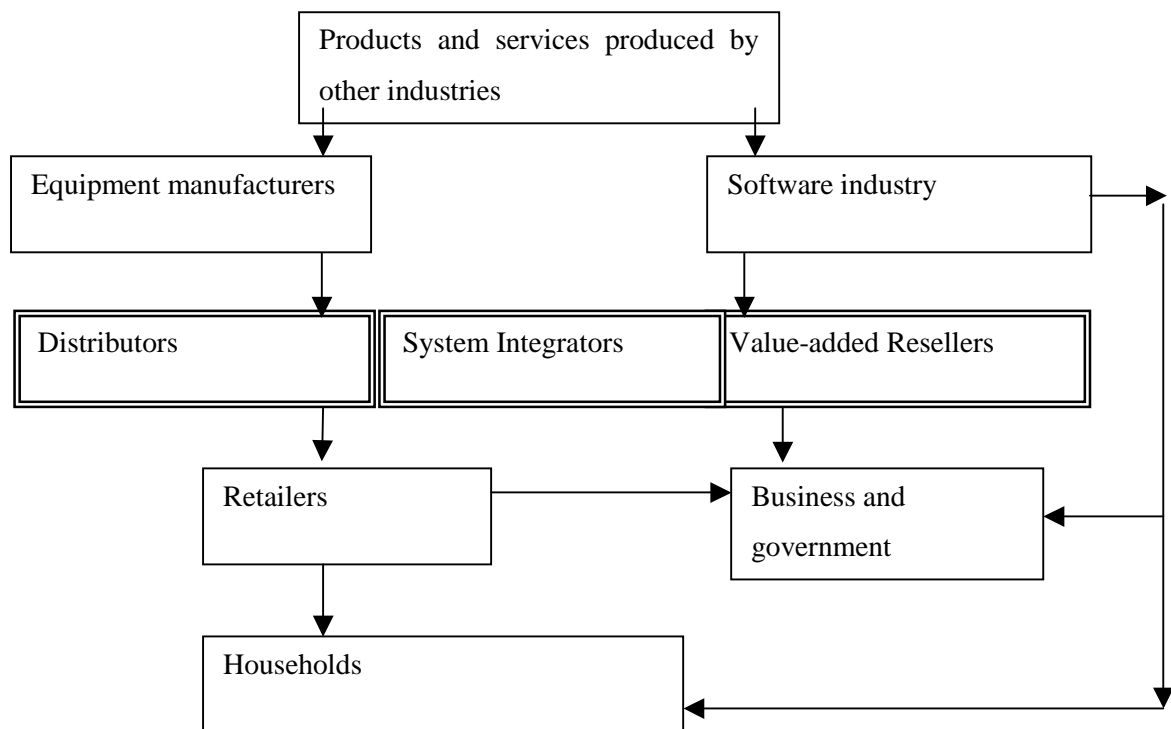 Products and services produced by
other industries
Equipment manufacturers
Software industry
Distributors
System Integrators
Value-added Resellers
Retailers
Business and
government
Households